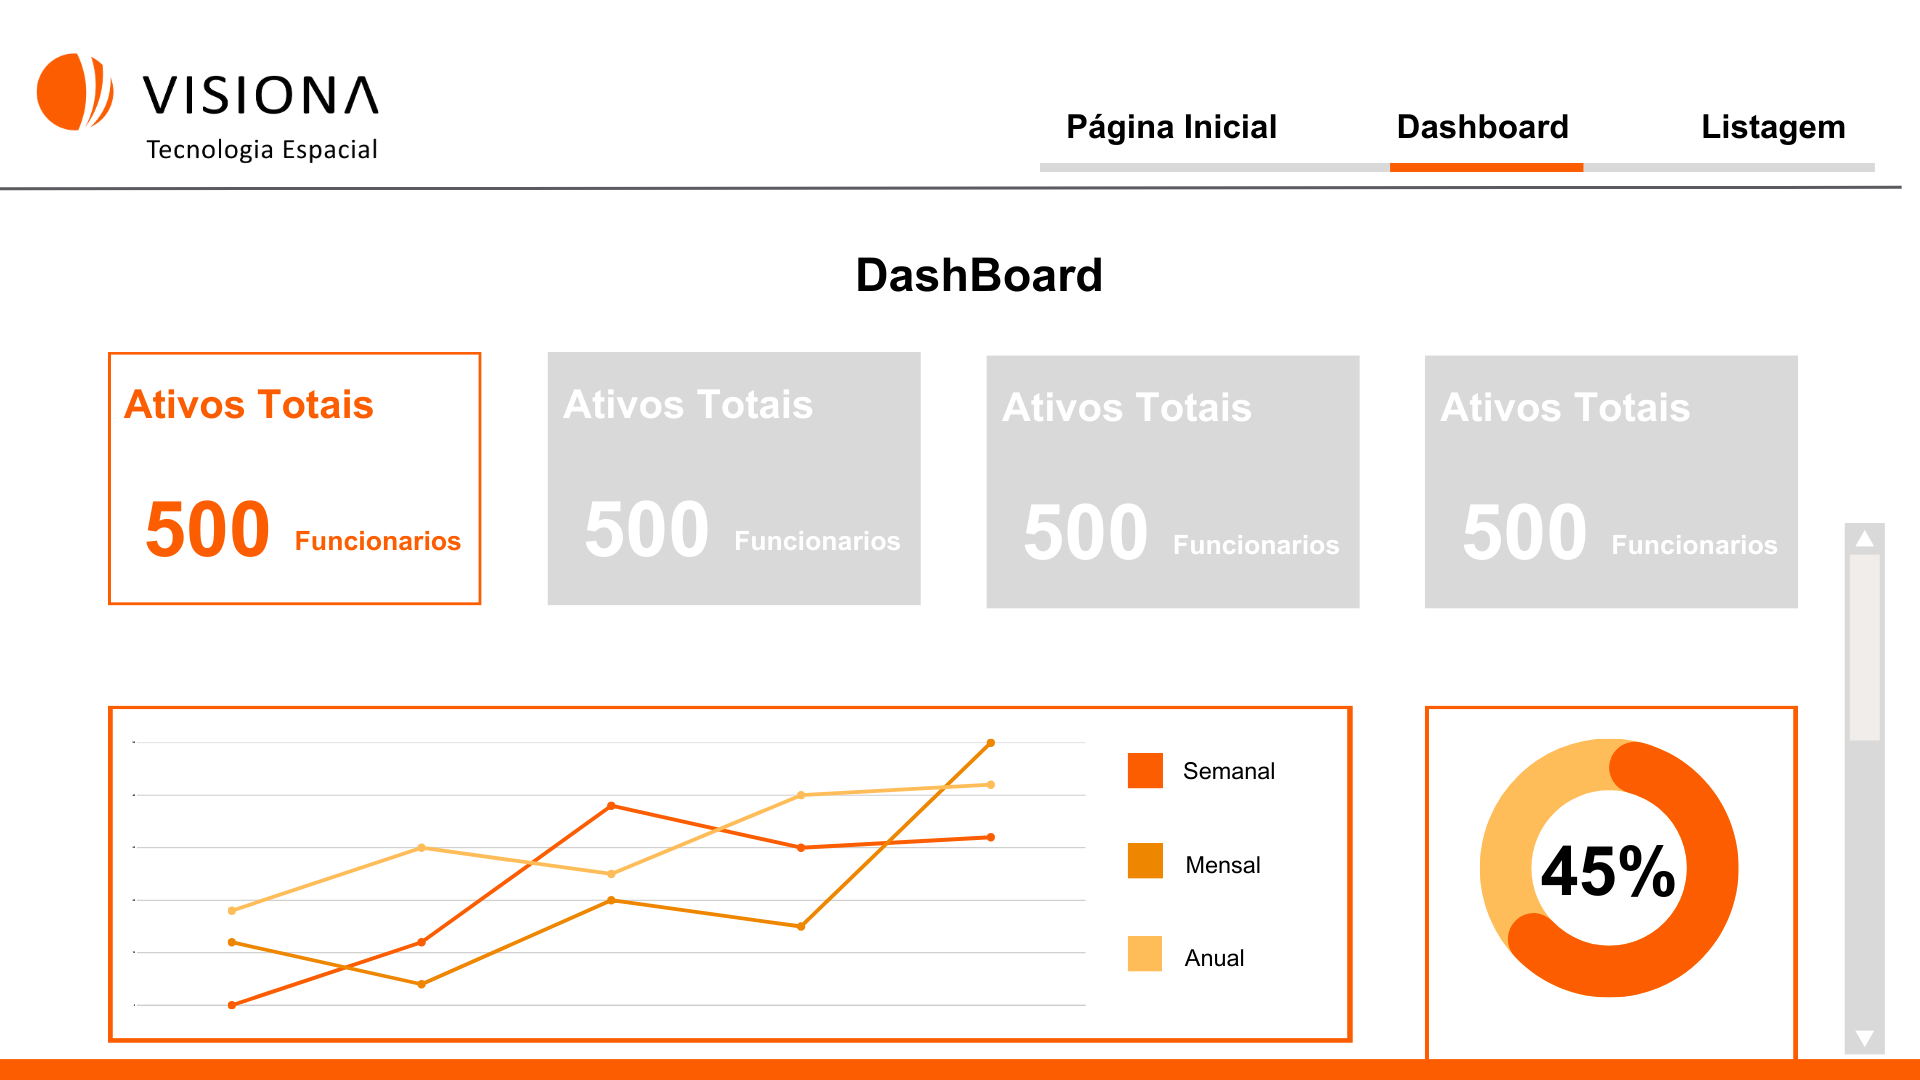 VISIONA
Tecnologia Espacial
Página Inicial
Dashboard
Listagem
DashBoard
Ativos Totais
500 Funcionarios
Ativos Totais
500 Funcionarios
Ativos Totais
500 Funcionarios
Ativos Totais
500 Funcionarios
Semanal
Mensal
Anual
45%